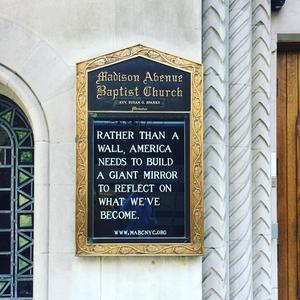 Madison Avenue
Baptist Church
REV. SUSAN G. SPARKS
RATHER THAN A
WALL, AMERICA
NEEDS TO BUILD
A GIANT MIRROR
TO REFLECT ON
WHAT WE'VE
BECOME.
WWW.MABCNYC.ORG